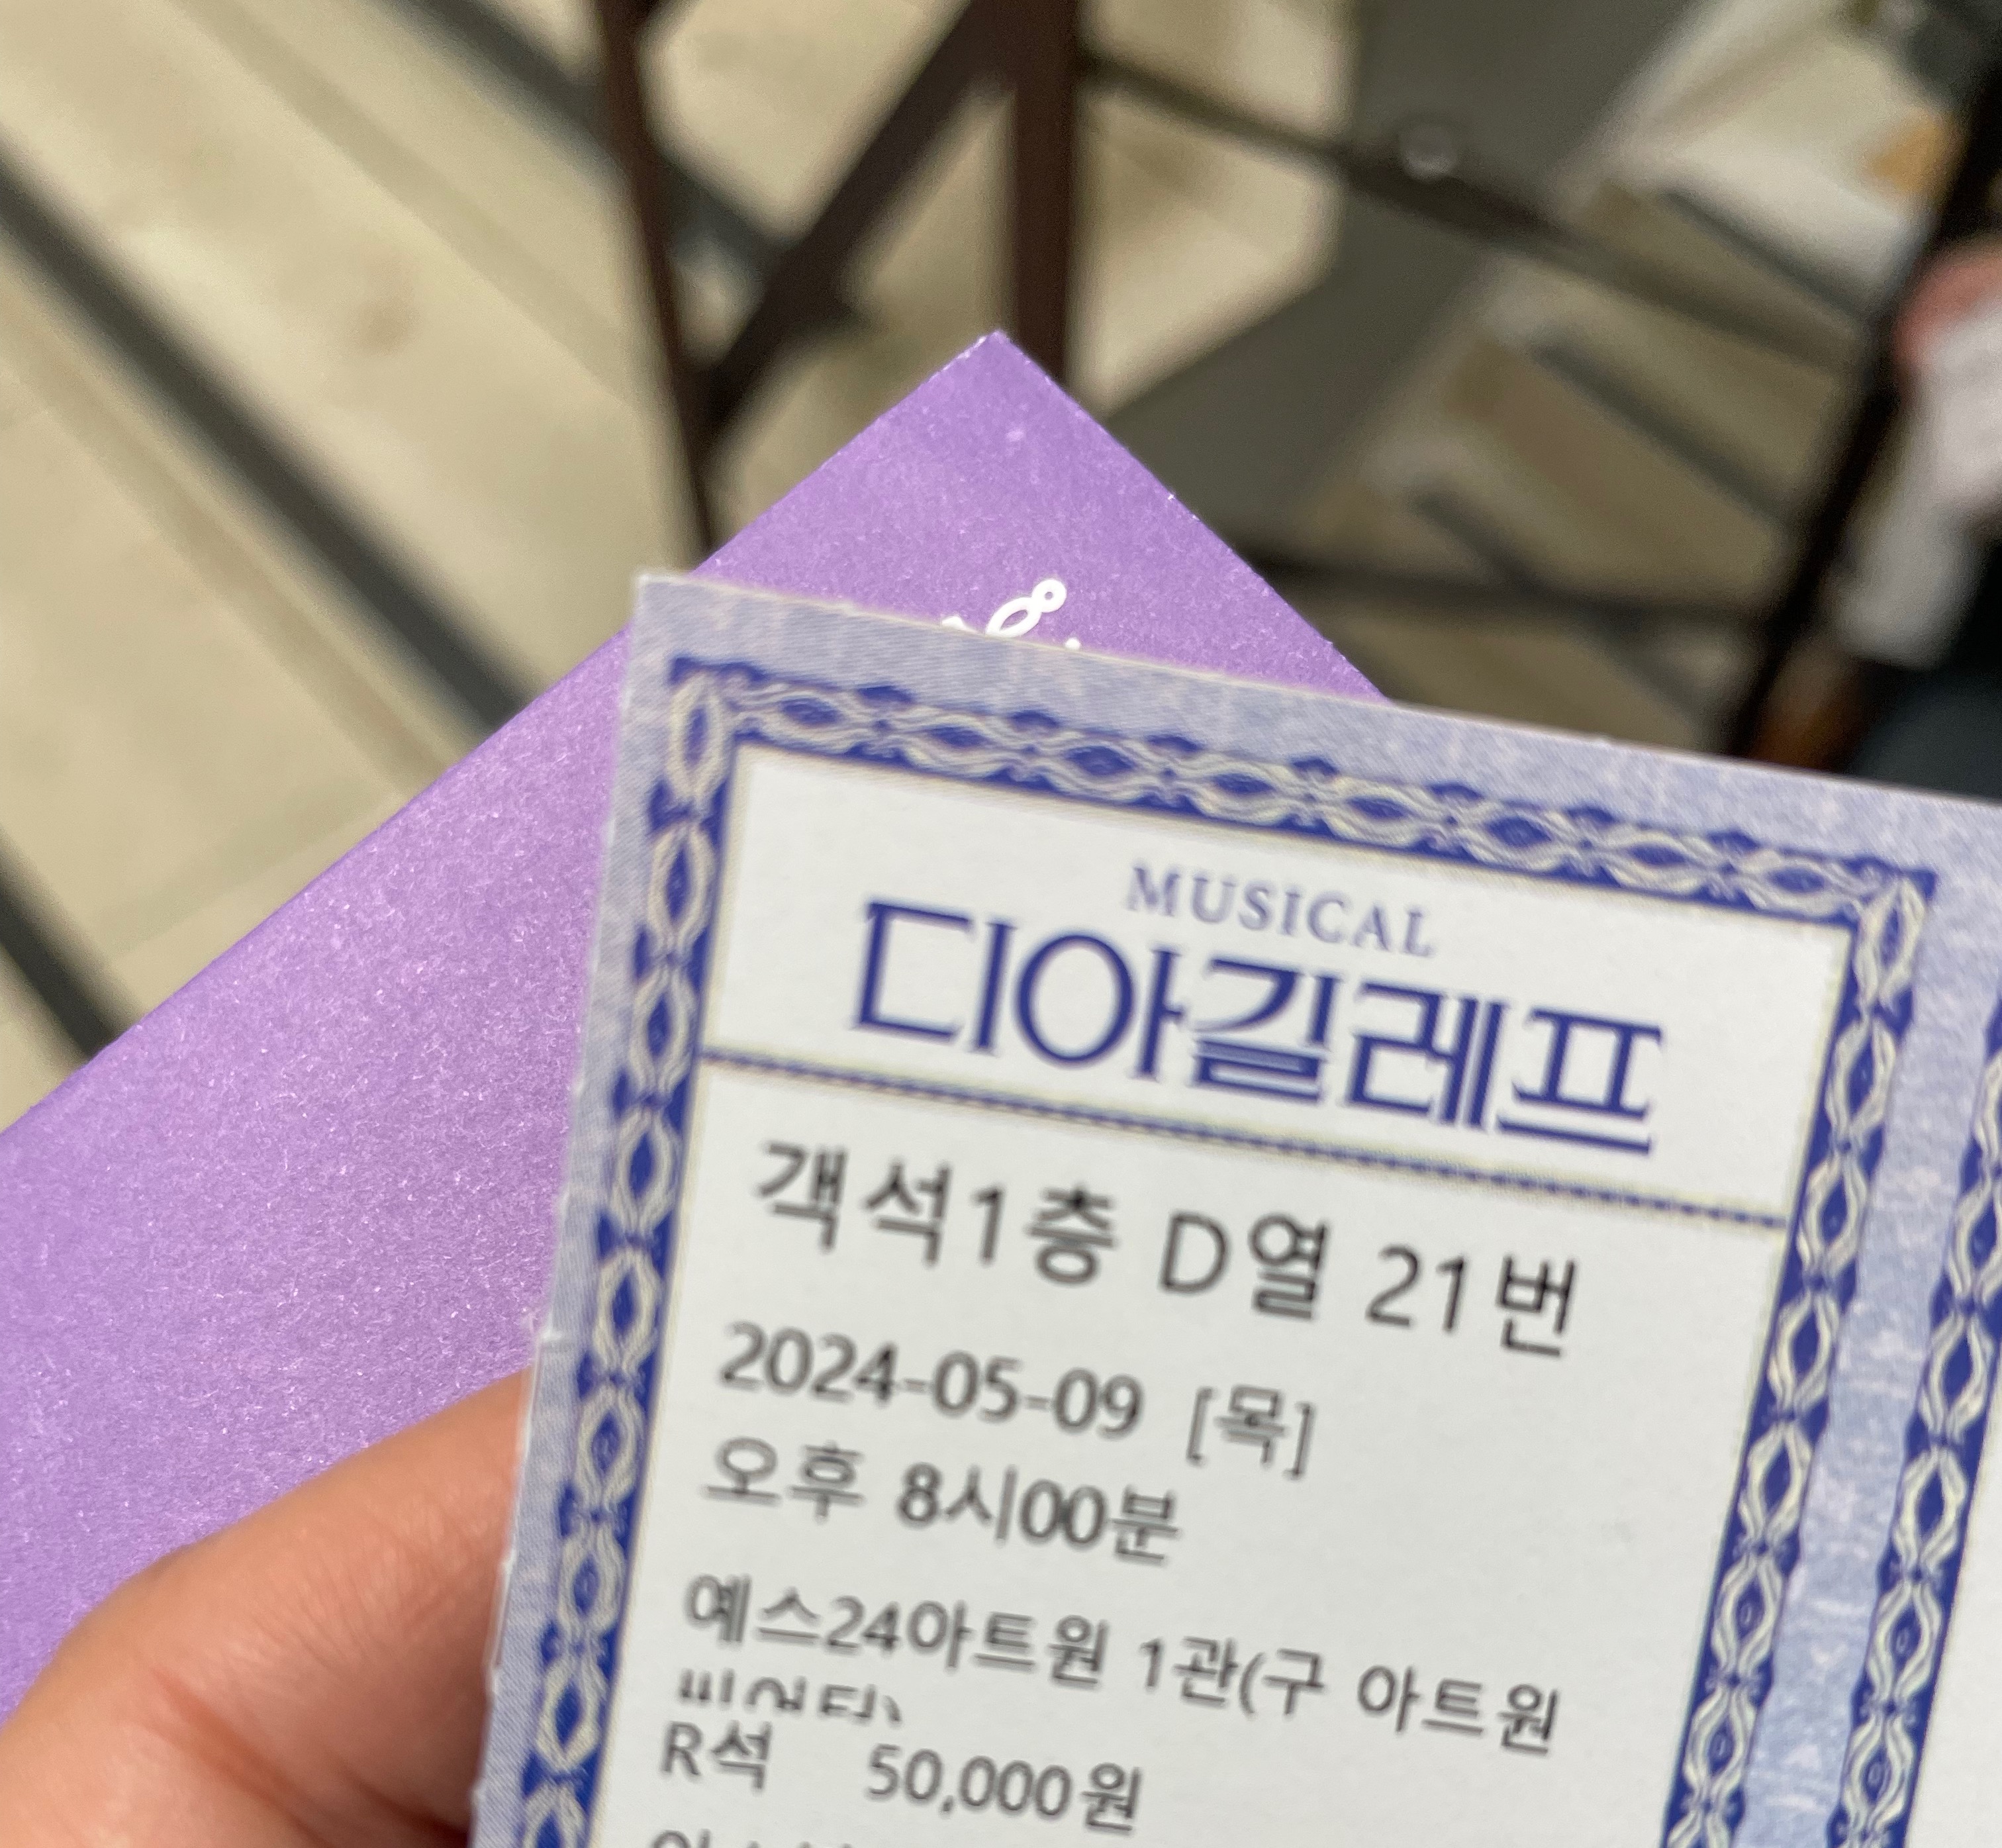 MUSICAL
디아길레프
객석1층 D열 21번
2024-05-09 [목]
오후 8시00분
예스24아트원 1관(구 아트원
R석 50,000원